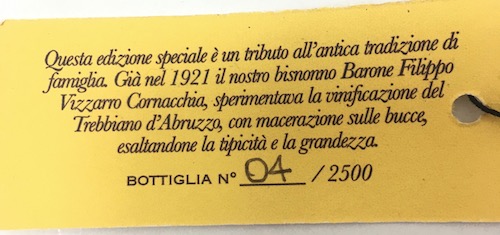 Questa edizione speciale è un tributo all'antica tradizione di
famiglia. Già nel 1921 il nostro bisnonno Barone Filippo
Vizzarro Cornacchia, sperimentava la vinificazione del
Trebbiano d'Abruzzo, con macerazione sulle bucce,
esaltandone la tipicità e la grandezza.
BOTTIGLIA N° 04 / 2500